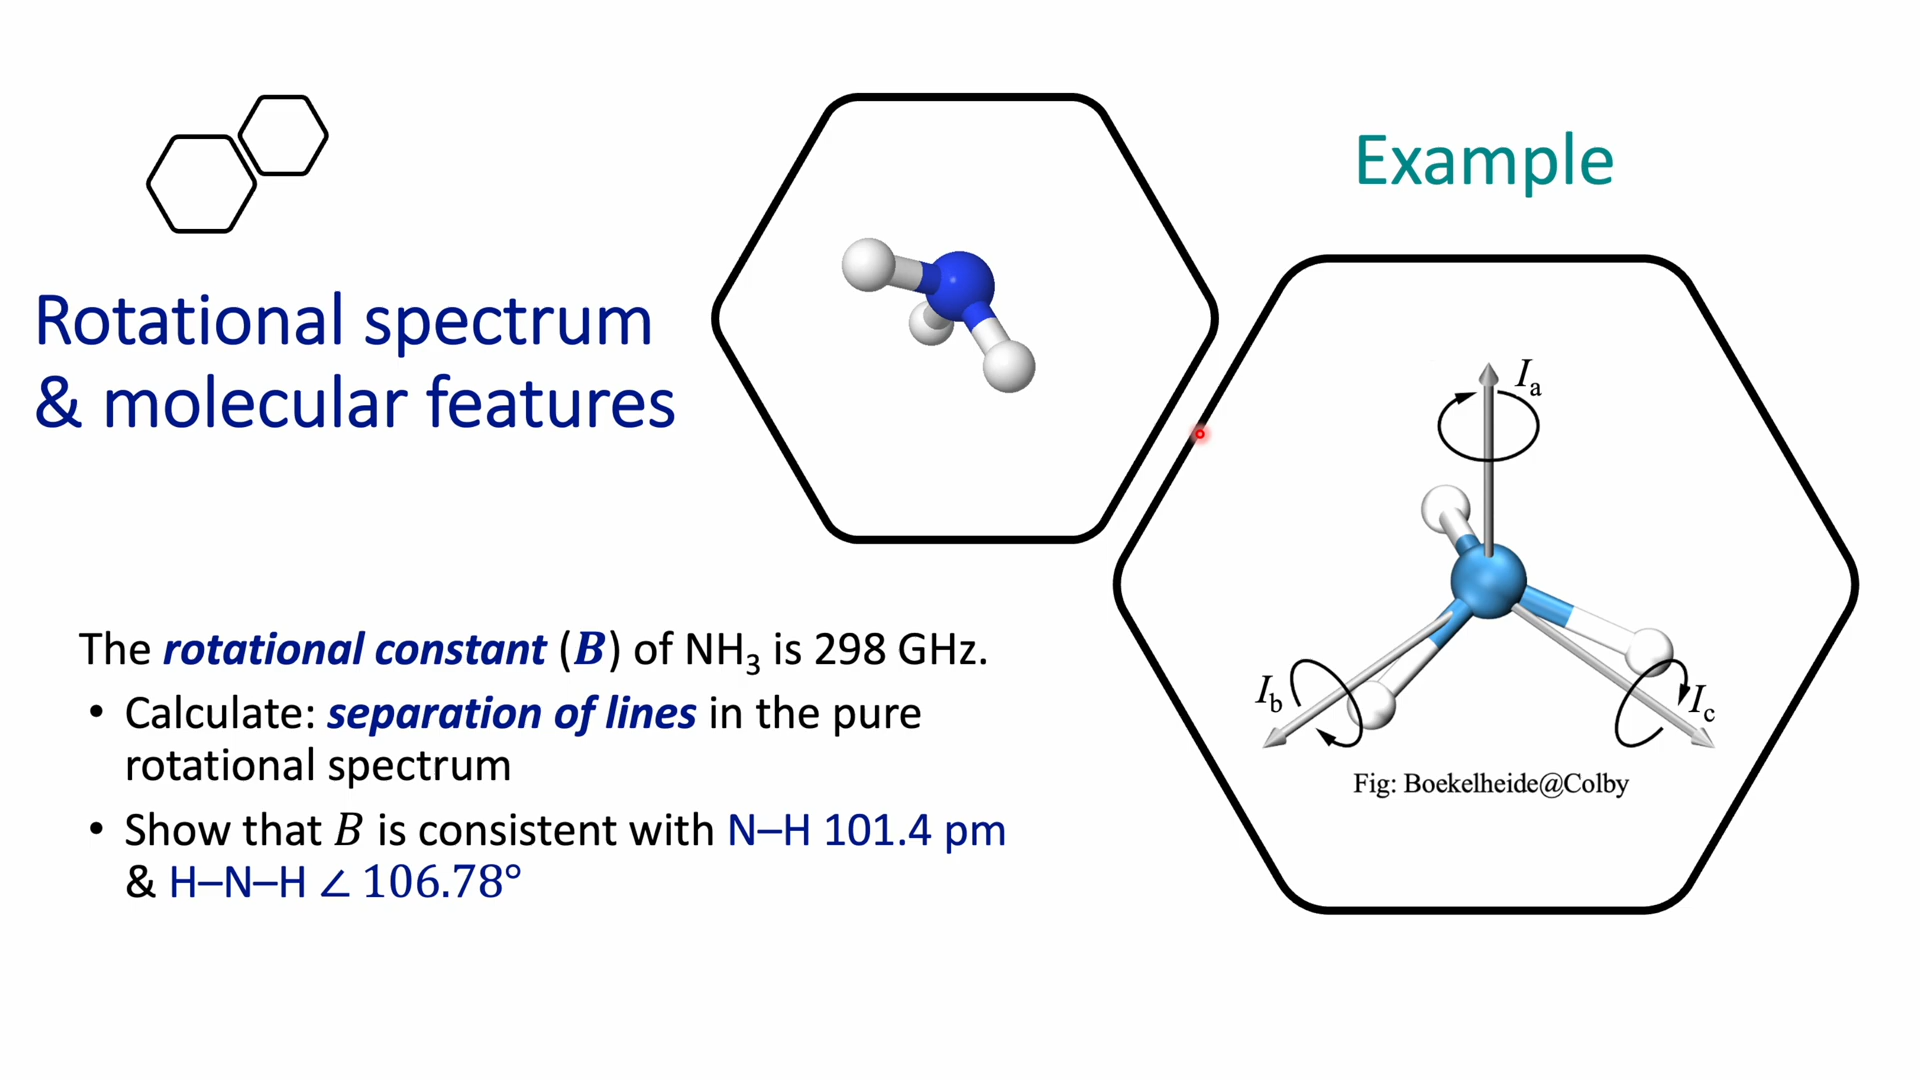 Example
Rotational spectrum
& molecular features
I_a
I_b
I_c
Fig: Boekelheide@Colby
The rotational constant (B) of NH₃ is 298 GHz.
• Calculate: separation of lines in the pure
rotational spectrum
• Show that B is consistent with N–H 101.4 pm
& H–N–H ∠ 106.78°